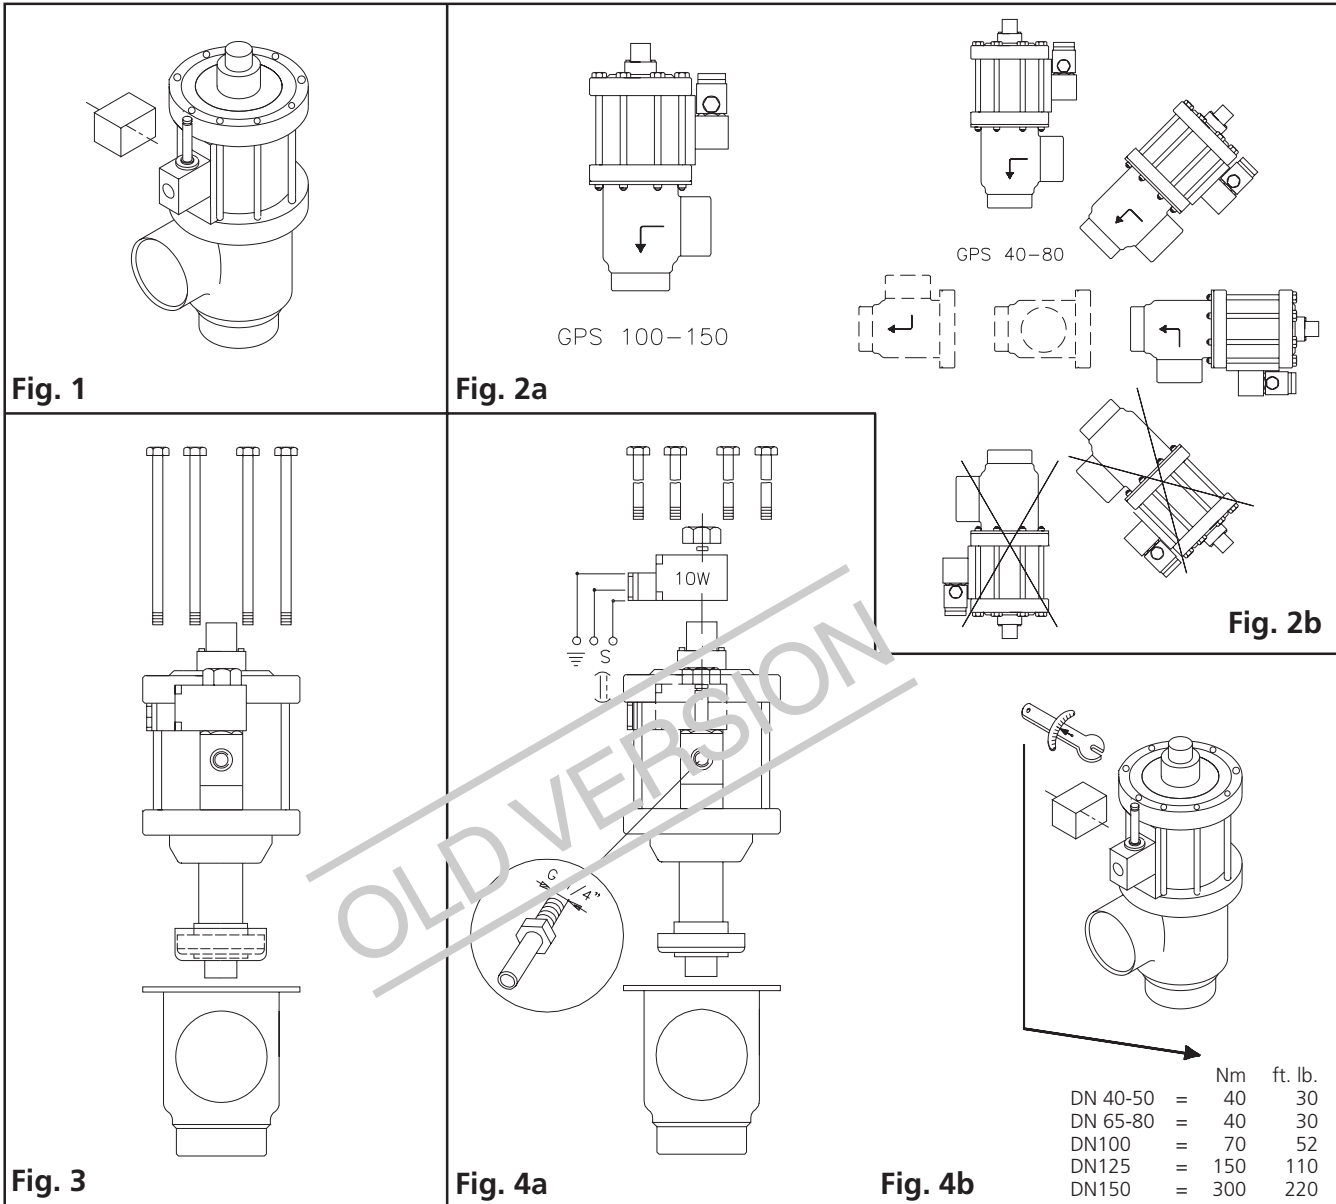 Fig. 1
GPS 100-150
Fig. 2a
GPS 40-80
Fig. 2b
Fig. 3
10W
S
G 1/4"
Fig. 4a
OLD VERSION
Nm ft. lb.
DN 40-50 = 40 30
DN 65-80 = 40 30
DN100 = 70 52
DN125 = 150 110
DN150 = 300 220
Fig. 4b